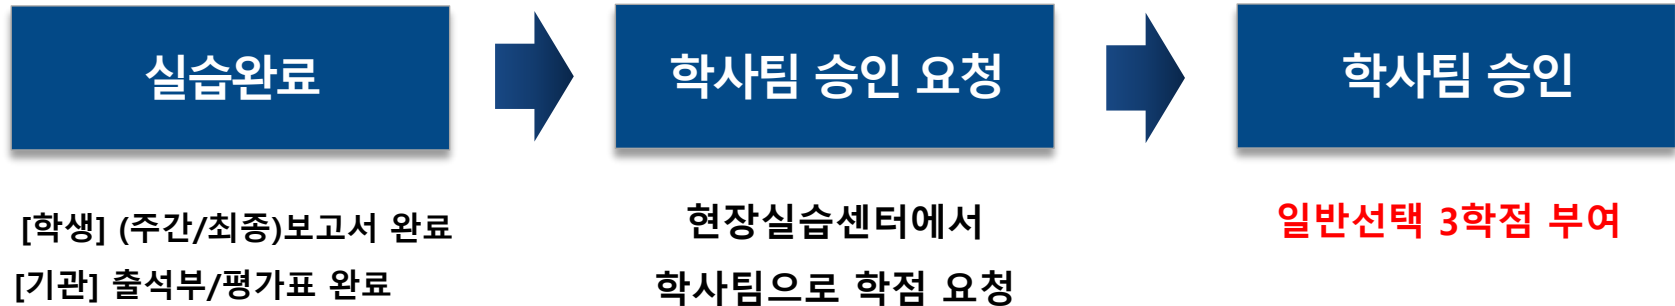 실습완료
학사팀 승인 요청
학사팀 승인
[학생] (주간/최종)보고서 완료
[기관] 출석부/평가표 완료
현장실습센터에서
학사팀으로 학점 요청
일반선택 3학점 부여